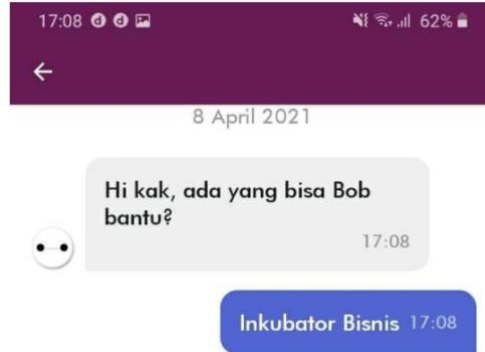 17:08 62%
8 April 2021
Hi kak, ada yang bisa Bob
bantu?
17:08
Inkubator Bisnis 17:08